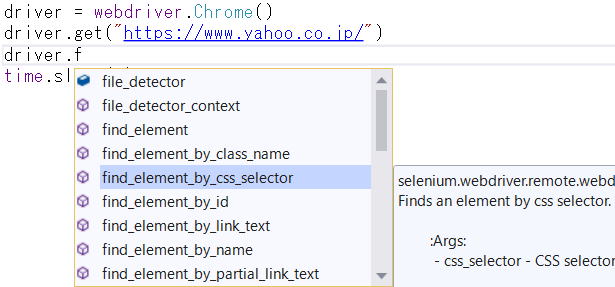 driver = webdriver.Chrome()
driver.get("https://www.yahoo.co.jp/")
driver.f
time.sl
file_detector
file_detector_context
find_element
find_element_by_class_name
find_element_by_css_selector
find_element_by_id
find_element_by_link_text
find_element_by_name
find_element_by_partial_link_text
selenium.webdriver.remote.webd
Finds an element by css selector.
:Args:
- css_selector - CSS selector